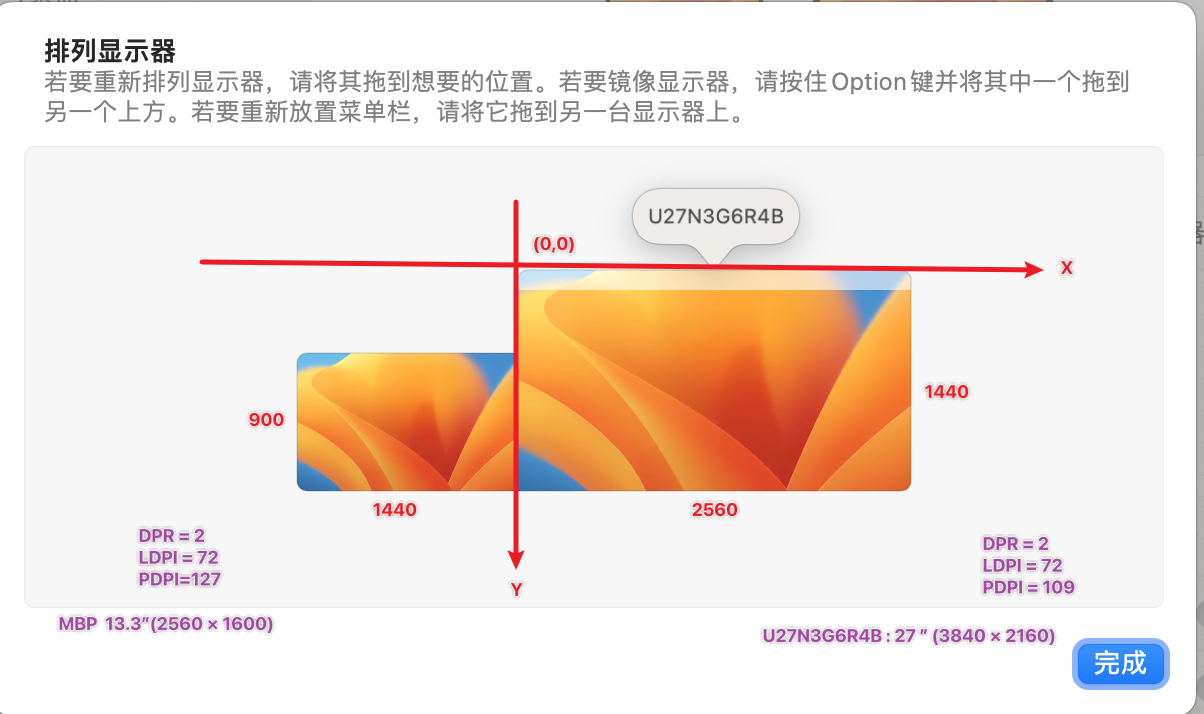 排列显示器
若要重新排列显示器，请将其拖到想要的位置。若要镜像显示器，请按住 Option 键并将其中一个拖到
另一个上方。若要重新放置菜单栏，请将它拖到另一台显示器上。
U27N3G6R4B
(0,0)
X
900
1440
1440
2560
Y
DPR = 2
LDPI = 72
PDPI=127
MBP 13.3”(2560 × 1600)
DPR = 2
LDPI = 72
PDPI = 109
U27N3G6R4B : 27 ” (3840 × 2160)
完成